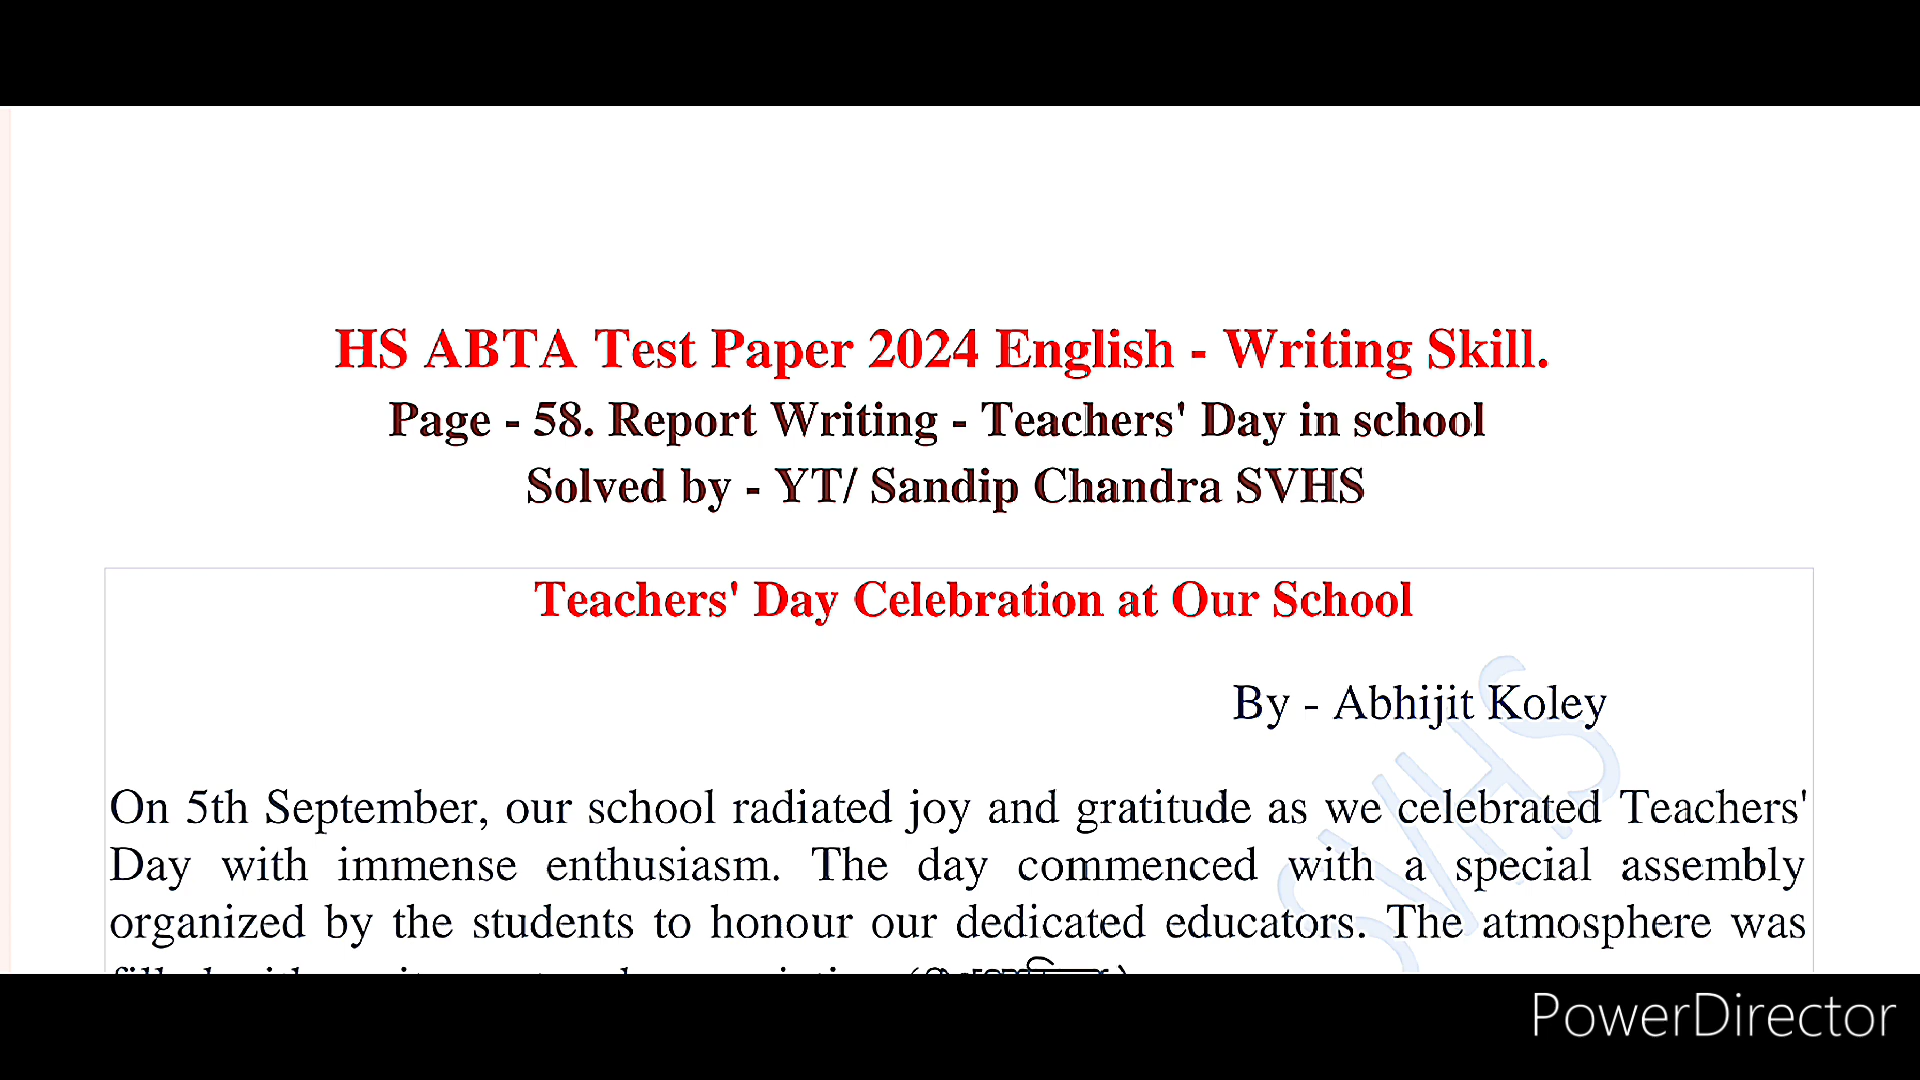 HS ABTA Test Paper 2024 English - Writing Skill.
Page - 58. Report Writing - Teachers' Day in school
Solved by - YT/ Sandip Chandra SVHS
Teachers' Day Celebration at Our School
By - Abhijit Koley
On 5th September, our school radiated joy and gratitude as we celebrated Teachers'
Day with immense enthusiasm. The day commenced with a special assembly
organized by the students to honour our dedicated educators. The atmosphere was
SVHS
PowerDirector